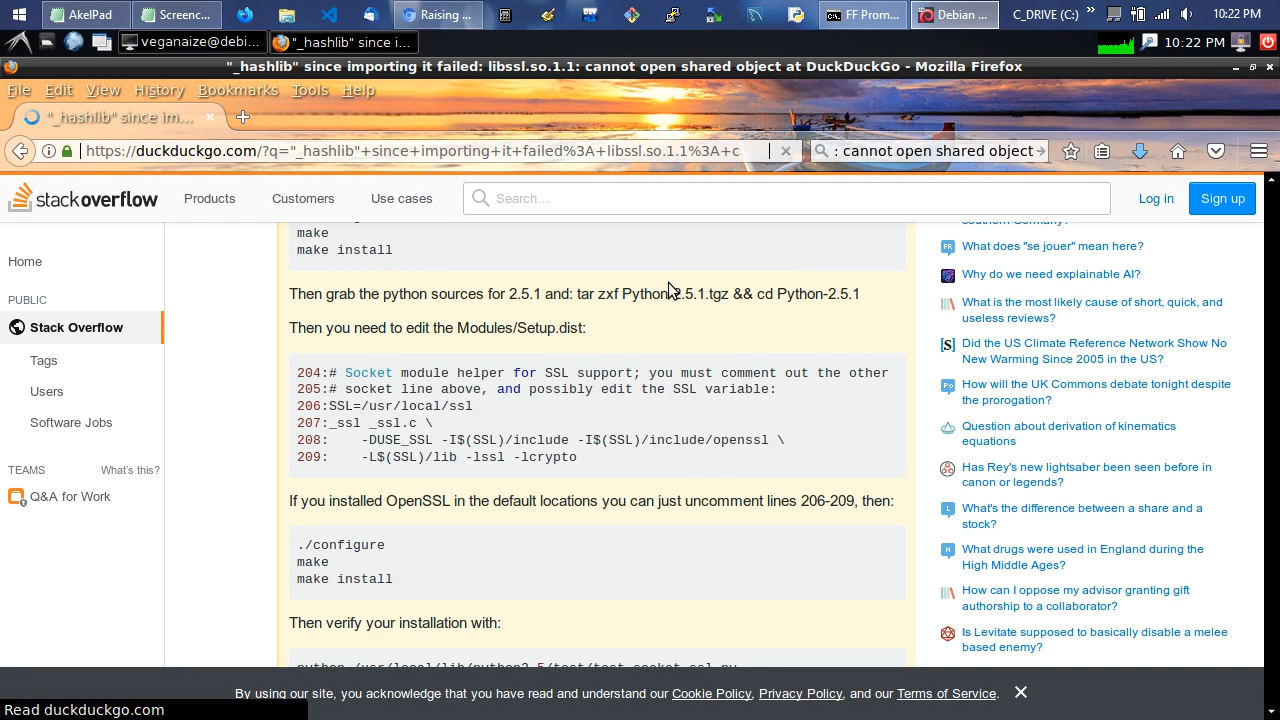 AkelPad
Screenc...
Raising ...
FF Prom...
Debian ...
C_DRIVE (C:)
10:22 PM
veganaize@debi...
"_hashlib" since i...
10:22 PM
"_hashlib" since importing it failed: libssl.so.1.1: cannot open shared object at DuckDuckGo - Mozilla Firefox
File Edit View History Bookmarks Tools Help
"_hashlib" since im...
https://duckduckgo.com/?q="_hashlib"+since+importing+it+failed%3A+libssl.so.1.1%3A+c
: cannot open shared object
stackoverflow
Products
Customers
Use cases
Search...
Log in
Sign up
Home
PUBLIC
Stack Overflow
Tags
Users
Software Jobs
TEAMS
What's this?
Q&A for Work
make
make install
Then grab the python sources for 2.5.1 and: tar zxf Python-2.5.1.tgz && cd Python-2.5.1
Then you need to edit the Modules/Setup.dist:
204:# Socket module helper for SSL support; you must comment out the other
205:# socket line above, and possibly edit the SSL variable:
206:SSL=/usr/local/ssl
207:_ssl _ssl.c \
208:    -DUSE_SSL -I$(SSL)/include -I$(SSL)/include/openssl \
209:    -L$(SSL)/lib -lssl -lcrypto
If you installed OpenSSL in the default locations you can just uncomment lines 206-209, then:
./configure
make
make install
Then verify your installation with:
python /usr/local/lib/python2.5/test/test_socket_ssl.py
southern Germany?
What does "se jouer" mean here?
Why do we need explainable AI?
What is the most likely cause of short, quick, and
useless reviews?
Did the US Climate Reference Network Show No
New Warming Since 2005 in the US?
How will the UK Commons debate tonight despite
the prorogation?
Question about derivation of kinematics
equations
Has Rey's new lightsaber been seen before in
canon or legends?
What's the difference between a share and a
stock?
What drugs were used in England during the
High Middle Ages?
How can I oppose my advisor granting gift
authorship to a collaborator?
Is Levitate supposed to basically disable a melee
based enemy?
By using our site, you acknowledge that you have read and understand our Cookie Policy, Privacy Policy, and our Terms of Service.
Read duckduckgo.com